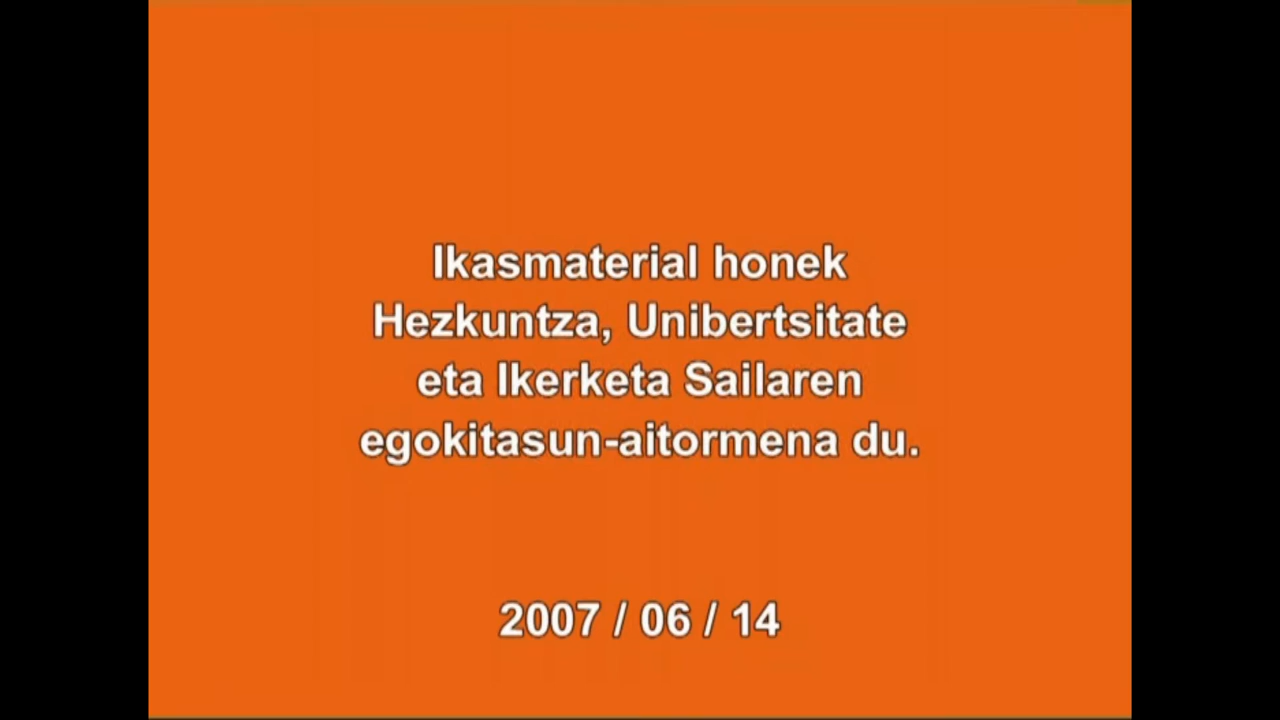 Ikasmaterial honek
Hezkuntza, Unibertsitate
eta Ikerketa Sailaren
egokitasun-aitormena du.
2007 / 06 / 14